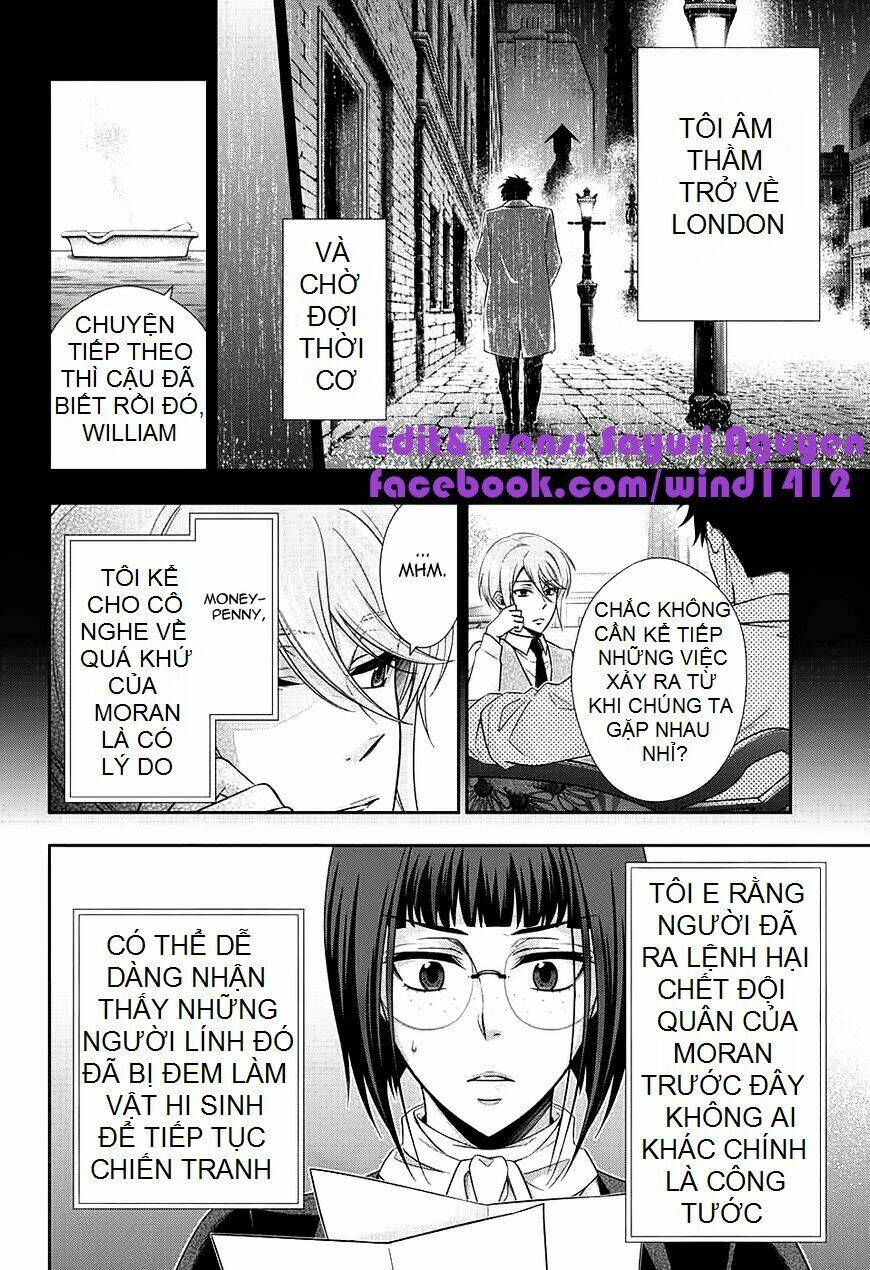 TÔI ÂM
THẦM
TRỞ VỀ
LONDON
VÀ
CHỜ
ĐỢI
THỜI
CƠ
CHUYỆN
TIẾP THEO
THÌ CẬU ĐÃ
BIẾT RỒI ĐÓ,
WILLIAM
Edit&Trans: Sayuri Nguyen
facebook.com/wind1412
CHẮC KHÔNG
CẦN KỂ TIẾP
NHỮNG VIỆC
XẢY RA TỪ
KHI CHÚNG TA
GẶP NHAU
NHỈ?
...
MHM.
MONEY-
PENNY,
TÔI KỂ
CHO CÔ
NGHE VỀ
QUÁ KHỨ
CỦA
MORAN
LÀ CÓ
LÝ DO
TÔI E RẰNG
NGƯỜI ĐÃ
RA LỆNH HẠI
CHẾT ĐỘI
QUÂN CỦA
MORAN
TRƯỚC ĐÂY
KHÔNG AI
KHÁC CHÍNH
LÀ CÔNG
TƯỚC
CÓ THỂ DỄ
DÀNG NHẬN
THẤY NHỮNG
NGƯỜI LÍNH ĐÓ
ĐÃ BỊ ĐEM LÀM
VẬT HI SINH
ĐỂ TIẾP TỤC
CHIẾN TRANH